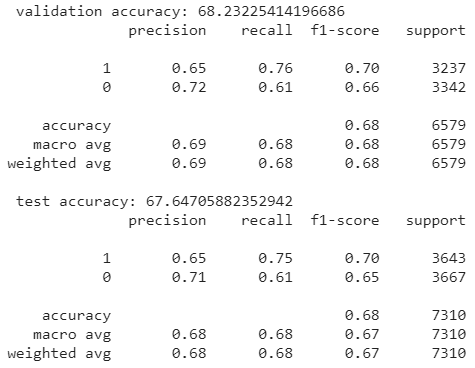 validation accuracy: 68.23225414196686
precision recall f1-score support
1 0.65 0.76 0.70 3237
0 0.72 0.61 0.66 3342
accuracy 0.68 6579
macro avg 0.69 0.68 0.68 6579
weighted avg 0.69 0.68 0.68 6579
test accuracy: 67.64705882352942
precision recall f1-score support
1 0.65 0.75 0.70 3643
0 0.71 0.61 0.65 3667
accuracy 0.68 7310
macro avg 0.68 0.68 0.67 7310
weighted avg 0.68 0.68 0.67 7310